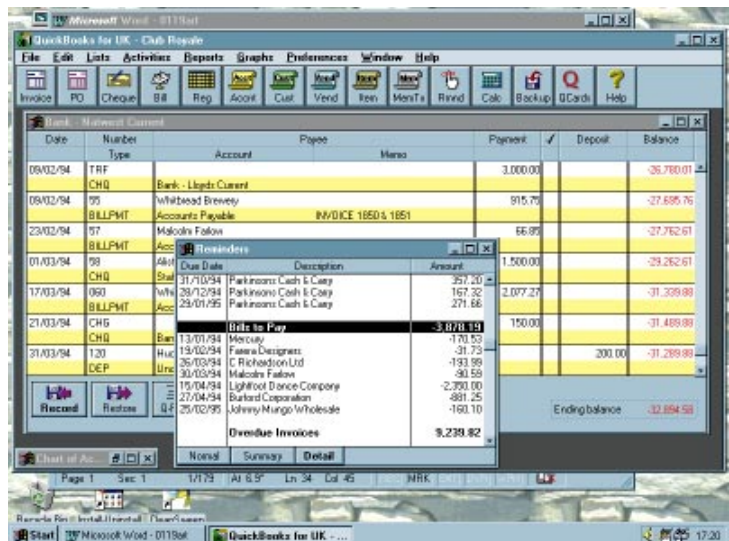 Microsoft Word - 0119art
QuickBooks for UK - Club Royale
File Edit Lists Activities Reports Graphs Preferences Window Help
Invoice PO Cheque Bill Reg Accnt Cust Vend Item MemTx Rmnd Calc Backup QCards Help
Bank - Natwest Current
Date Number Payee Payment ✓ Deposit Balance
Type Account Memo
09/02/94 TRF 3,000.00 -26,780.01
CHQ Bank - Lloyds Current
09/02/94 55 Whitbread Brewery 915.75 -27,695.76
BILLPMT Accounts Payable INVOICE 1850 & 1851
23/02/94 57 Malcolm Farlow 66.85 -27,762.61
BILLPMT Acc
01/03/94 58 1,500.00 -29,262.61
CHQ
17/03/94 060 Whi 2,077.27 -31,339.88
BILLPMT Acc
21/03/94 CHG 150.00 -31,489.88
CHQ Ban
31/03/94 120 Huc 200.00 -31,289.88
DEP Unc
Reminders
Due Date Description Amount
31/10/94 Parkinsons Cash & Carry 357.20
28/12/94 Parkinsons Cash & Carry 167.32
29/01/95 Parkinsons Cash & Carry 271.66
Bills to Pay -3,878.19
13/01/94 Mercury -170.53
19/02/94 Designers -31.73
26/03/94 C Richardson Ltd -193.99
30/03/94 Malcolm Farlow -90.59
15/04/94 Lightfoot Dance Company -2,350.00
27/04/94 Burford Corporation -881.25
25/02/95 Johnny Mungo Wholesale -160.10
Overdue Invoices 9,239.82
Normal Summary Detail
Record Restore Ending balance -32,894.58
Chart of Ac...
Page 1 Sec 1 1/179 At 6.9" Ln 34 Col 45 MRK
Recycle Bin Install/Uninstall CleanSweep
Start Microsoft Word - 0119art QuickBooks for UK - ... 17:20